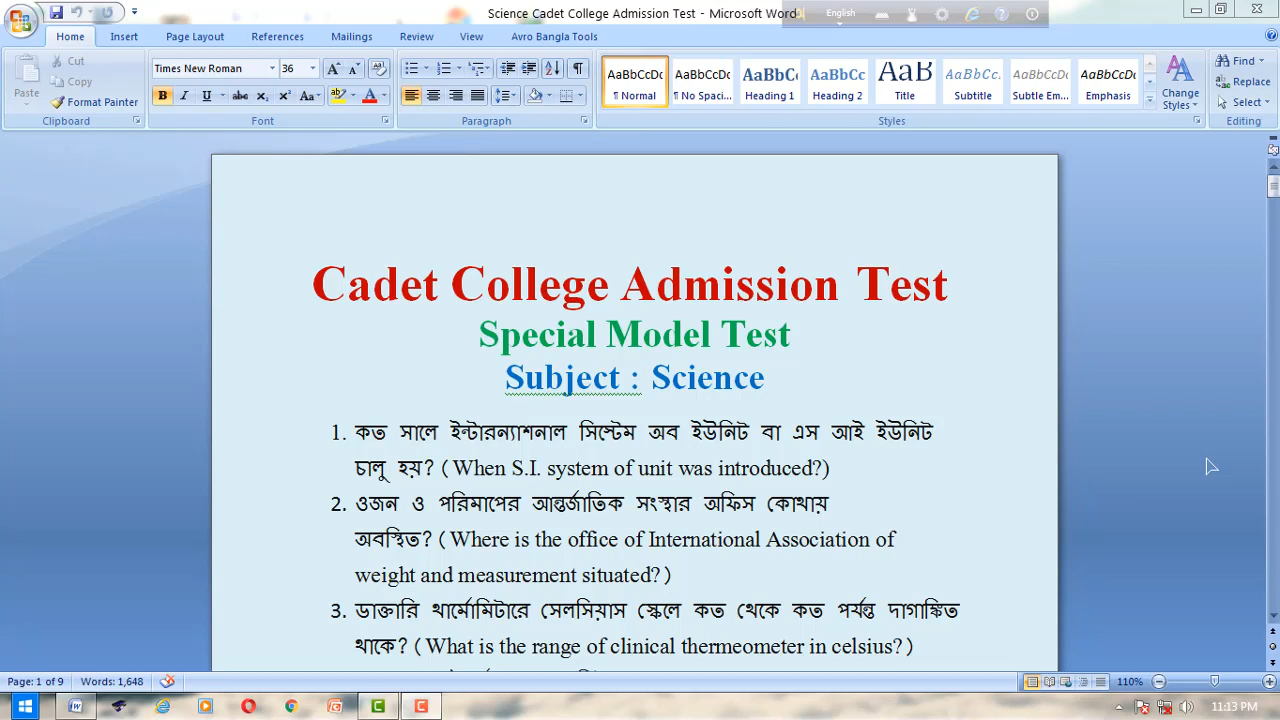 Science Cadet College Admission Test - Microsoft Word
English
Home Insert Page Layout References Mailings Review View Avro Bangla Tools
Paste Cut Copy Format Painter
Times New Roman 36
AaBbCcDc AaBbCcDc AaBbCc AaBbCc AaB AaBbCc. AaBbCcDc AaBbCcDc
¶ Normal ¶ No Spaci... Heading 1 Heading 2 Title Subtitle Subtle Em... Emphasis
Change Styles
Find Replace Select
Clipboard Font Paragraph Styles Editing
Cadet College Admission Test
Special Model Test
Subject : Science
1. কত সালে ইন্টারন্যাশনাল সিস্টেম অব ইউনিট বা এস আই ইউনিট
চালু হয়? ( When S.I. system of unit was introduced?)
2. ওজন ও পরিমাপের আন্তর্জাতিক সংস্থার অফিস কোথায়
অবস্থিত? ( Where is the office of International Association of
weight and measurement situated? )
3. ডাক্তারি থার্মোমিটারে সেলসিয়াস স্কেলে কত থেকে কত পর্যন্ত দাগাঙ্কিত
থাকে? ( What is the range of clinical thermeometer in celsius? )
Page: 1 of 9 Words: 1,648 110%
11:13 PM